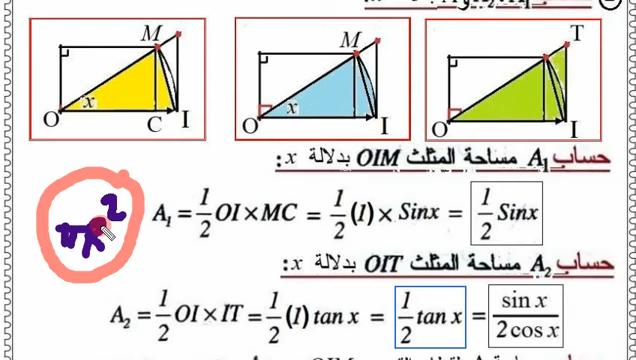 M M T
O x C I O x I O I
حساب A₁ مساحة المثلث OIM بدلالة x :
A₁ = 1/2 OI × MC = 1/2 (1) × Sinx = 1/2 Sinx
πR²
حساب A₂ مساحة المثلث OIT بدلالة x :
A₂ = 1/2 OI × IT = 1/2 (1) tan x = 1/2 tan x = sin x / 2 cos x